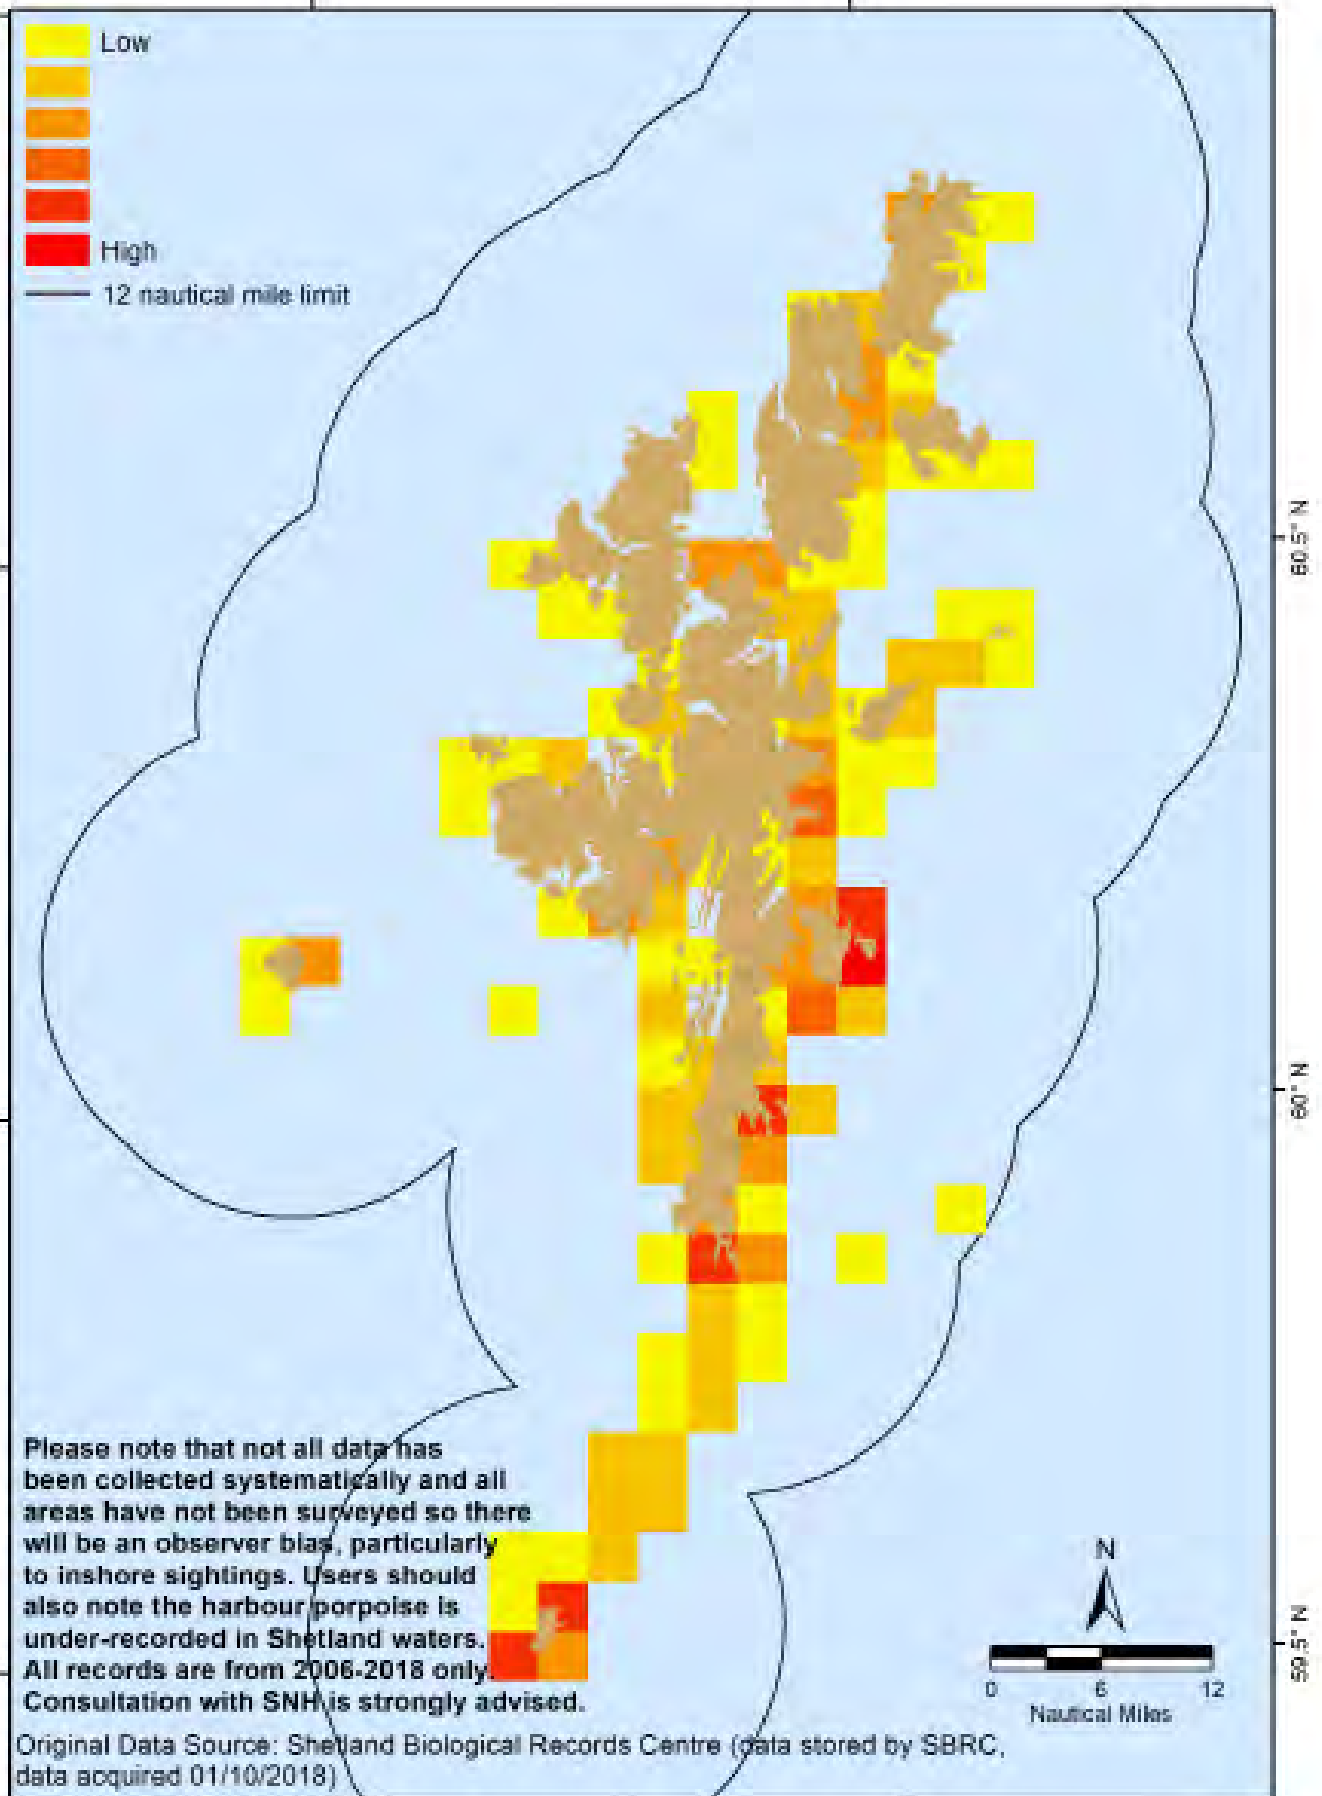 Low
High
12 nautical mile limit
60.5° N
60° N
59.5° N
Please note that not all data has
been collected systematically and all
areas have not been surveyed so there
will be an observer bias, particularly
to inshore sightings. Users should
also note the harbour porpoise is
under-recorded in Shetland waters.
All records are from 2006-2018 only.
Consultation with SNH is strongly advised.
N
0 6 12
Nautical Miles
Original Data Source: Shetland Biological Records Centre (data stored by SBRC,
data acquired 01/10/2018)